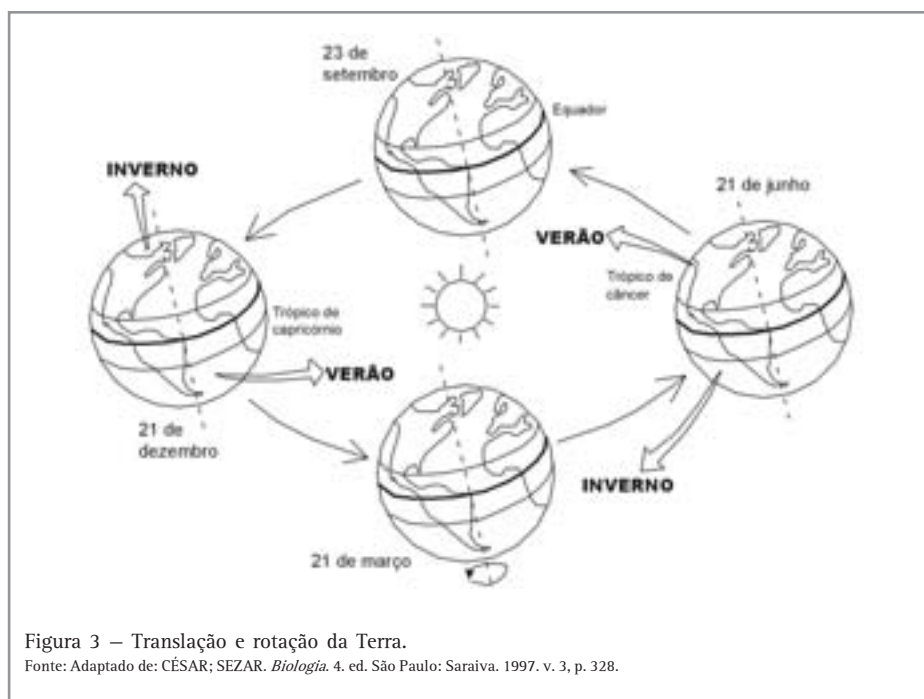 23 de
setembro
Equador
INVERNO
21 de junho
VERÃO
Trópico de
câncer
Trópico de
capricórnio
VERÃO
21 de
dezembro
INVERNO
21 de março
Figura 3 – Translação e rotação da Terra.
Fonte: Adaptado de: CÉSAR; SEZAR. Biologia. 4. ed. São Paulo: Saraiva. 1997. v. 3, p. 328.